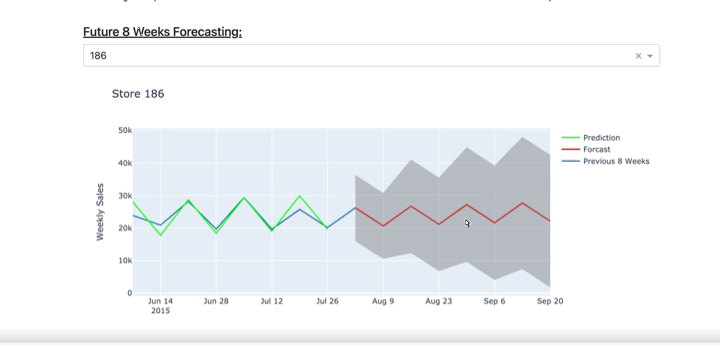 Future 8 Weeks Forecasting:
186
Store 186
50k
40k
30k
20k
10k
0
Weekly Sales
Jun 14
2015
Jun 28
Jul 12
Jul 26
Aug 9
Aug 23
Sep 6
Sep 20
Prediction
Forcast
Previous 8 Weeks